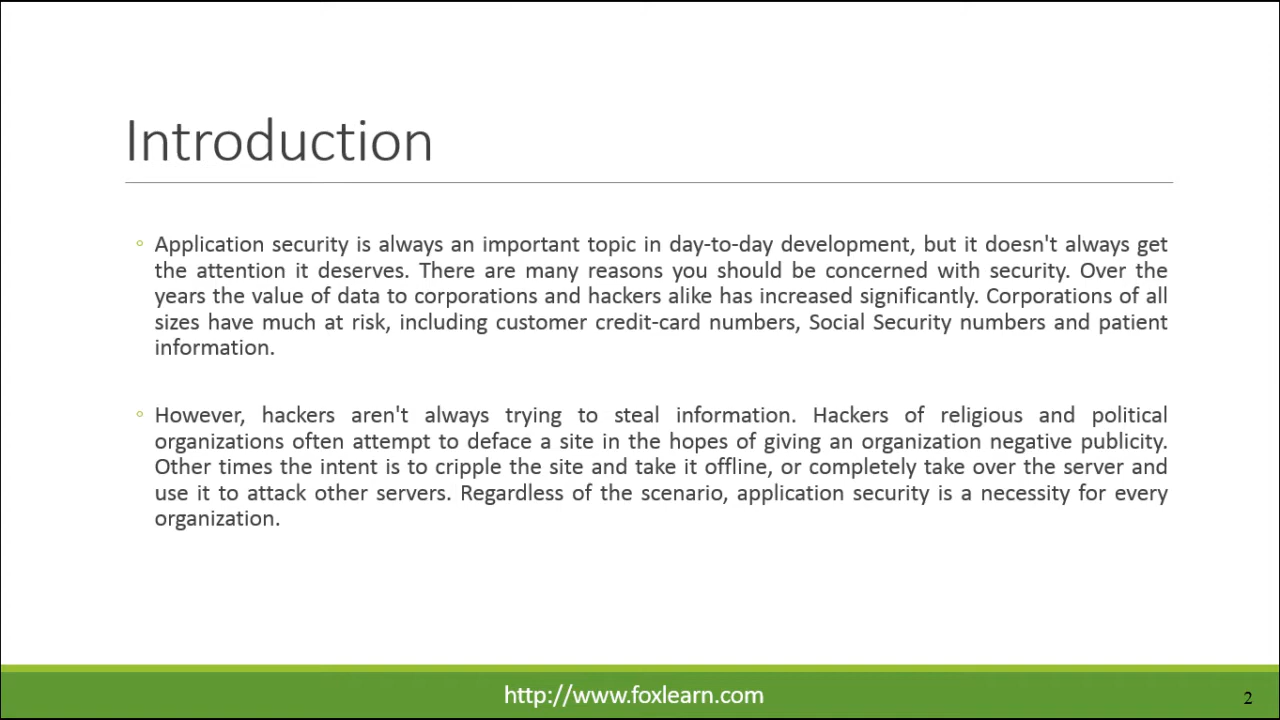 Introduction
◦ Application security is always an important topic in day-to-day development, but it doesn't always get
the attention it deserves. There are many reasons you should be concerned with security. Over the
years the value of data to corporations and hackers alike has increased significantly. Corporations of all
sizes have much at risk, including customer credit-card numbers, Social Security numbers and patient
information.
◦ However, hackers aren't always trying to steal information. Hackers of religious and political
organizations often attempt to deface a site in the hopes of giving an organization negative publicity.
Other times the intent is to cripple the site and take it offline, or completely take over the server and
use it to attack other servers. Regardless of the scenario, application security is a necessity for every
organization.
http://www.foxlearn.com
2